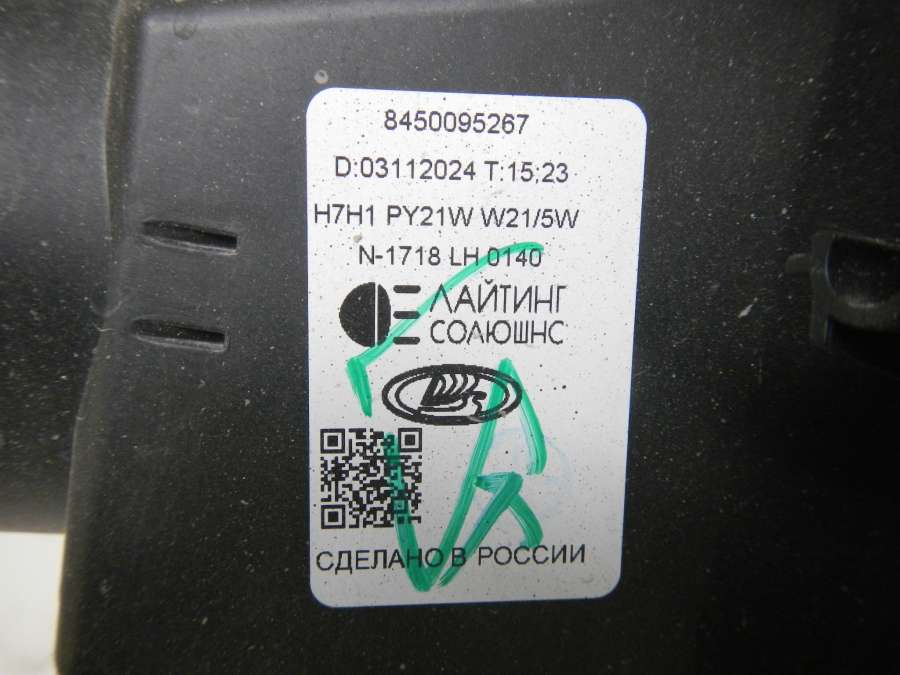 8450095267
D:03112024 T:15;23
H7H1 PY21W W21/5W
N-1718 LH 0140
ЛАЙТИНГ
СОЛЮШНС
СДЕЛАНО В РОССИИ